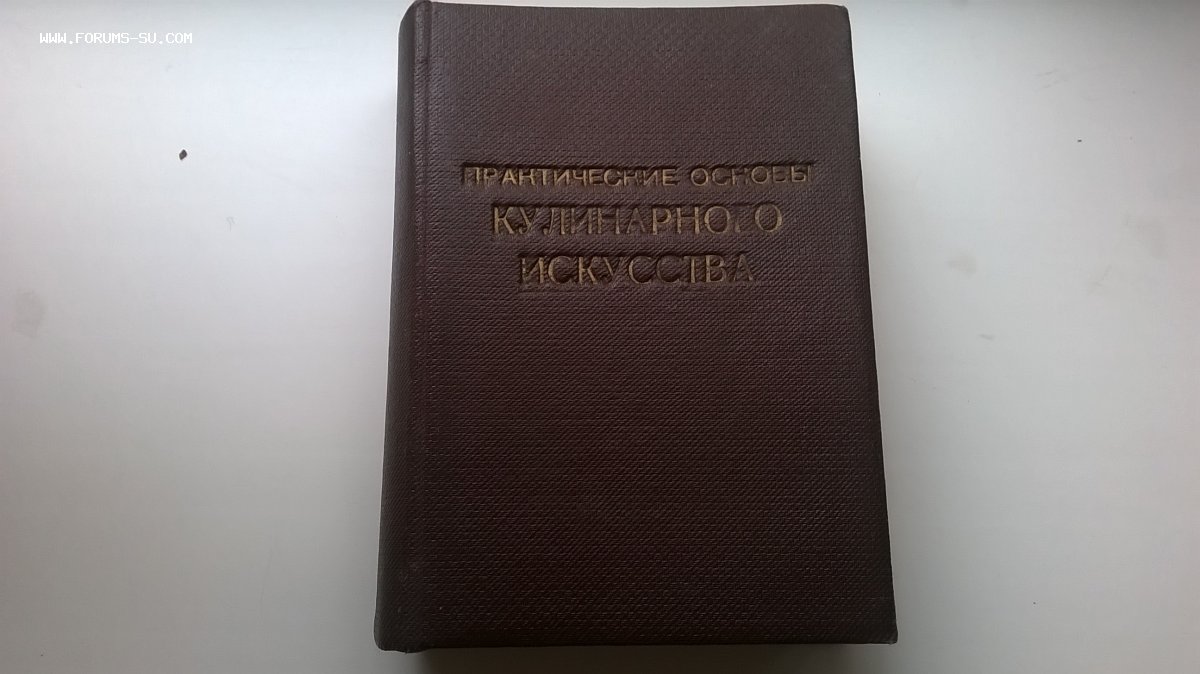 WWW.FORUMS-SU.COM
ПРАКТИЧЕСКИЕ ОСНОВЫ
КУЛИНАРНОГО
ИСКУССТВА